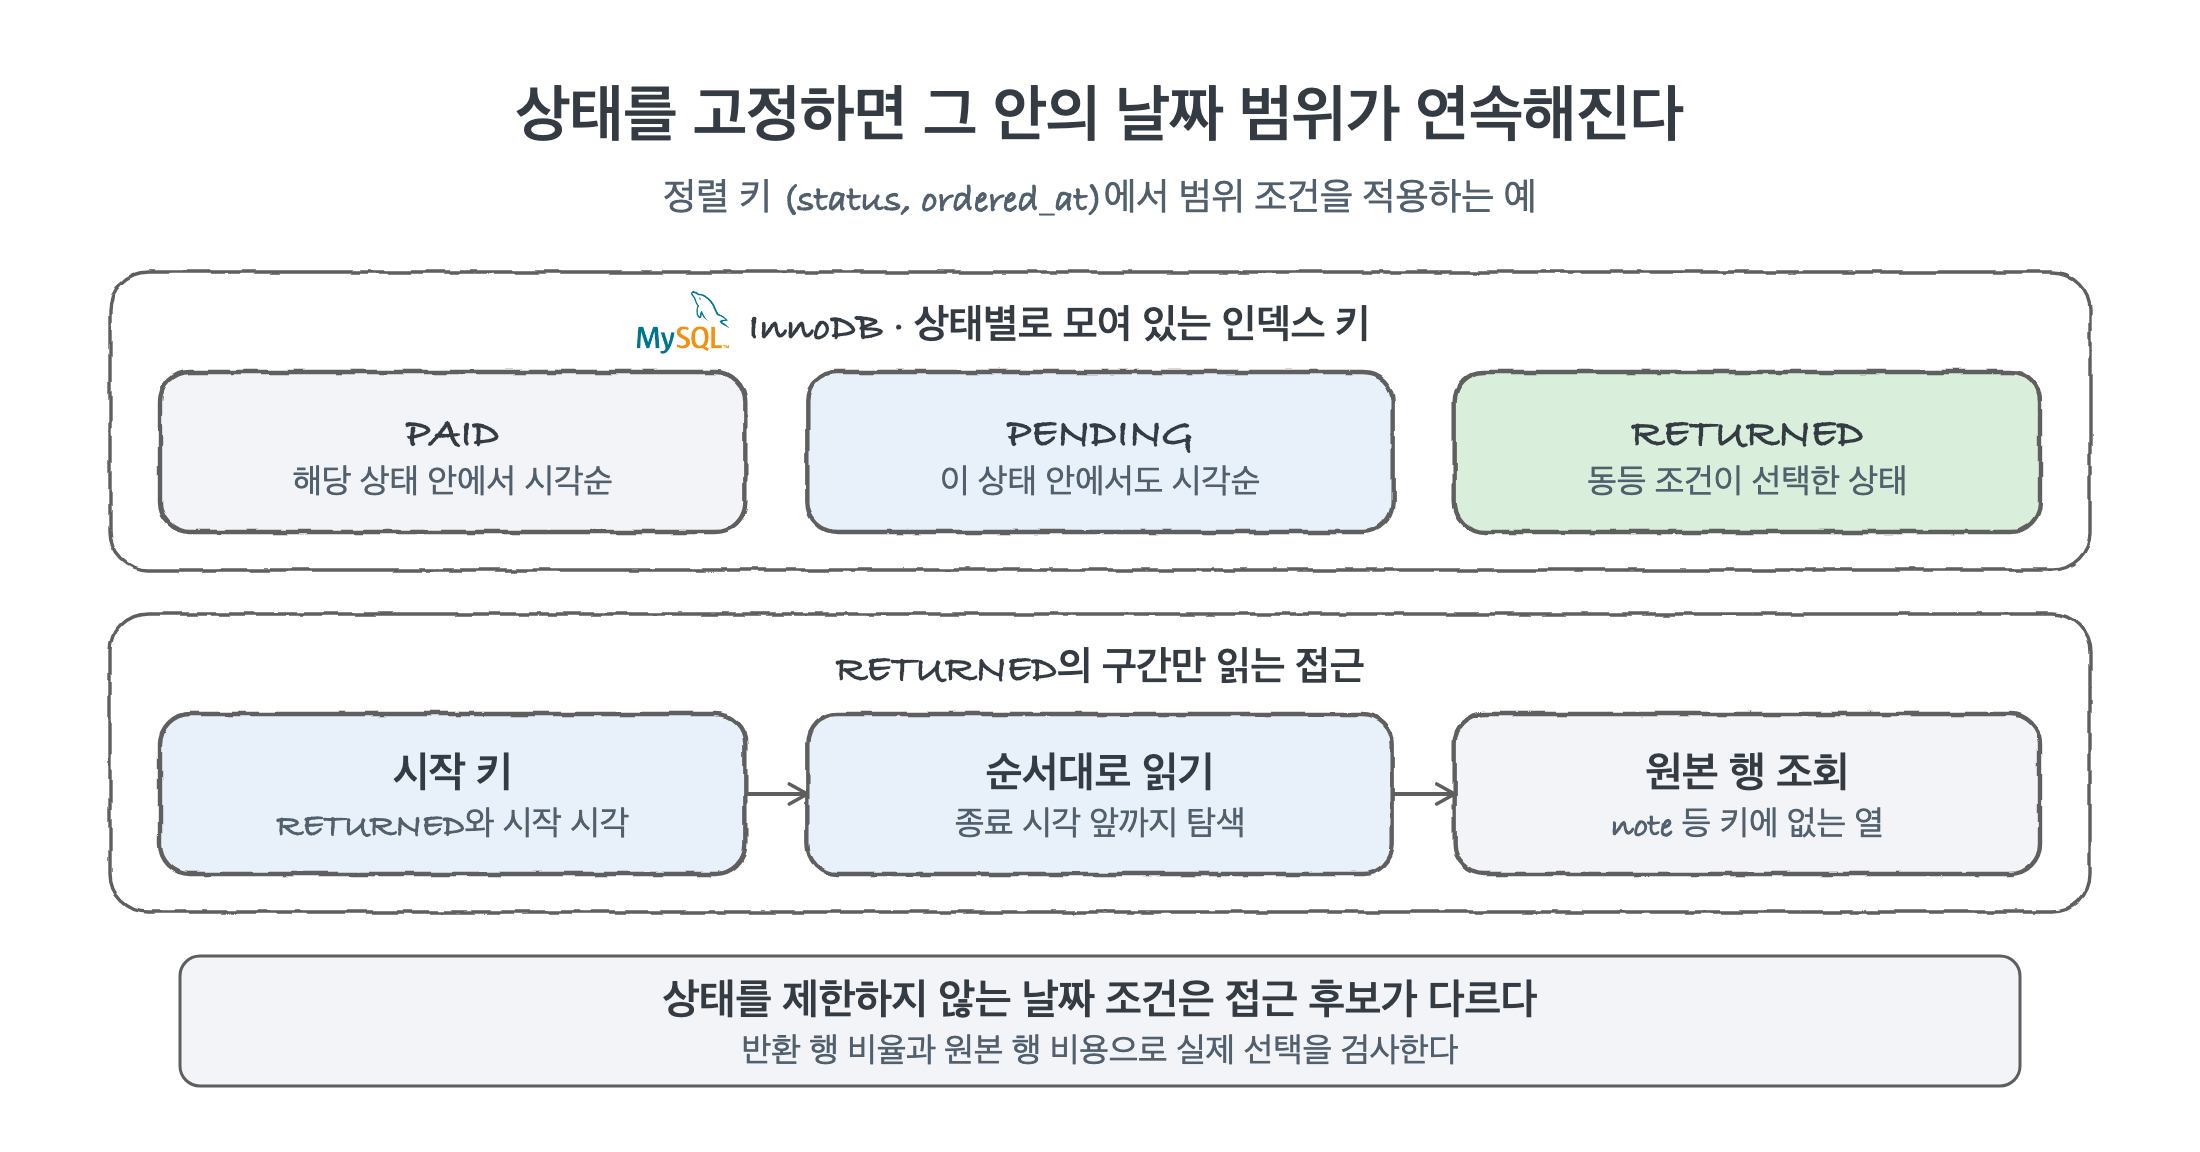 상태를 고정하면 그 안의 날짜 범위가 연속해진다
정렬 키 (status, ordered_at)에서 범위 조건을 적용하는 예
MySQL™ InnoDB · 상태별로 모여 있는 인덱스 키
PAID
해당 상태 안에서 시각순
PENDING
이 상태 안에서도 시각순
RETURNED
동등 조건이 선택한 상태
RETURNED의 구간만 읽는 접근
시작 키
RETURNED와 시작 시각
순서대로 읽기
종료 시각 앞까지 탐색
원본 행 조회
note 등 키에 없는 열
상태를 제한하지 않는 날짜 조건은 접근 후보가 다르다
반환 행 비율과 원본 행 비용으로 실제 선택을 검사한다